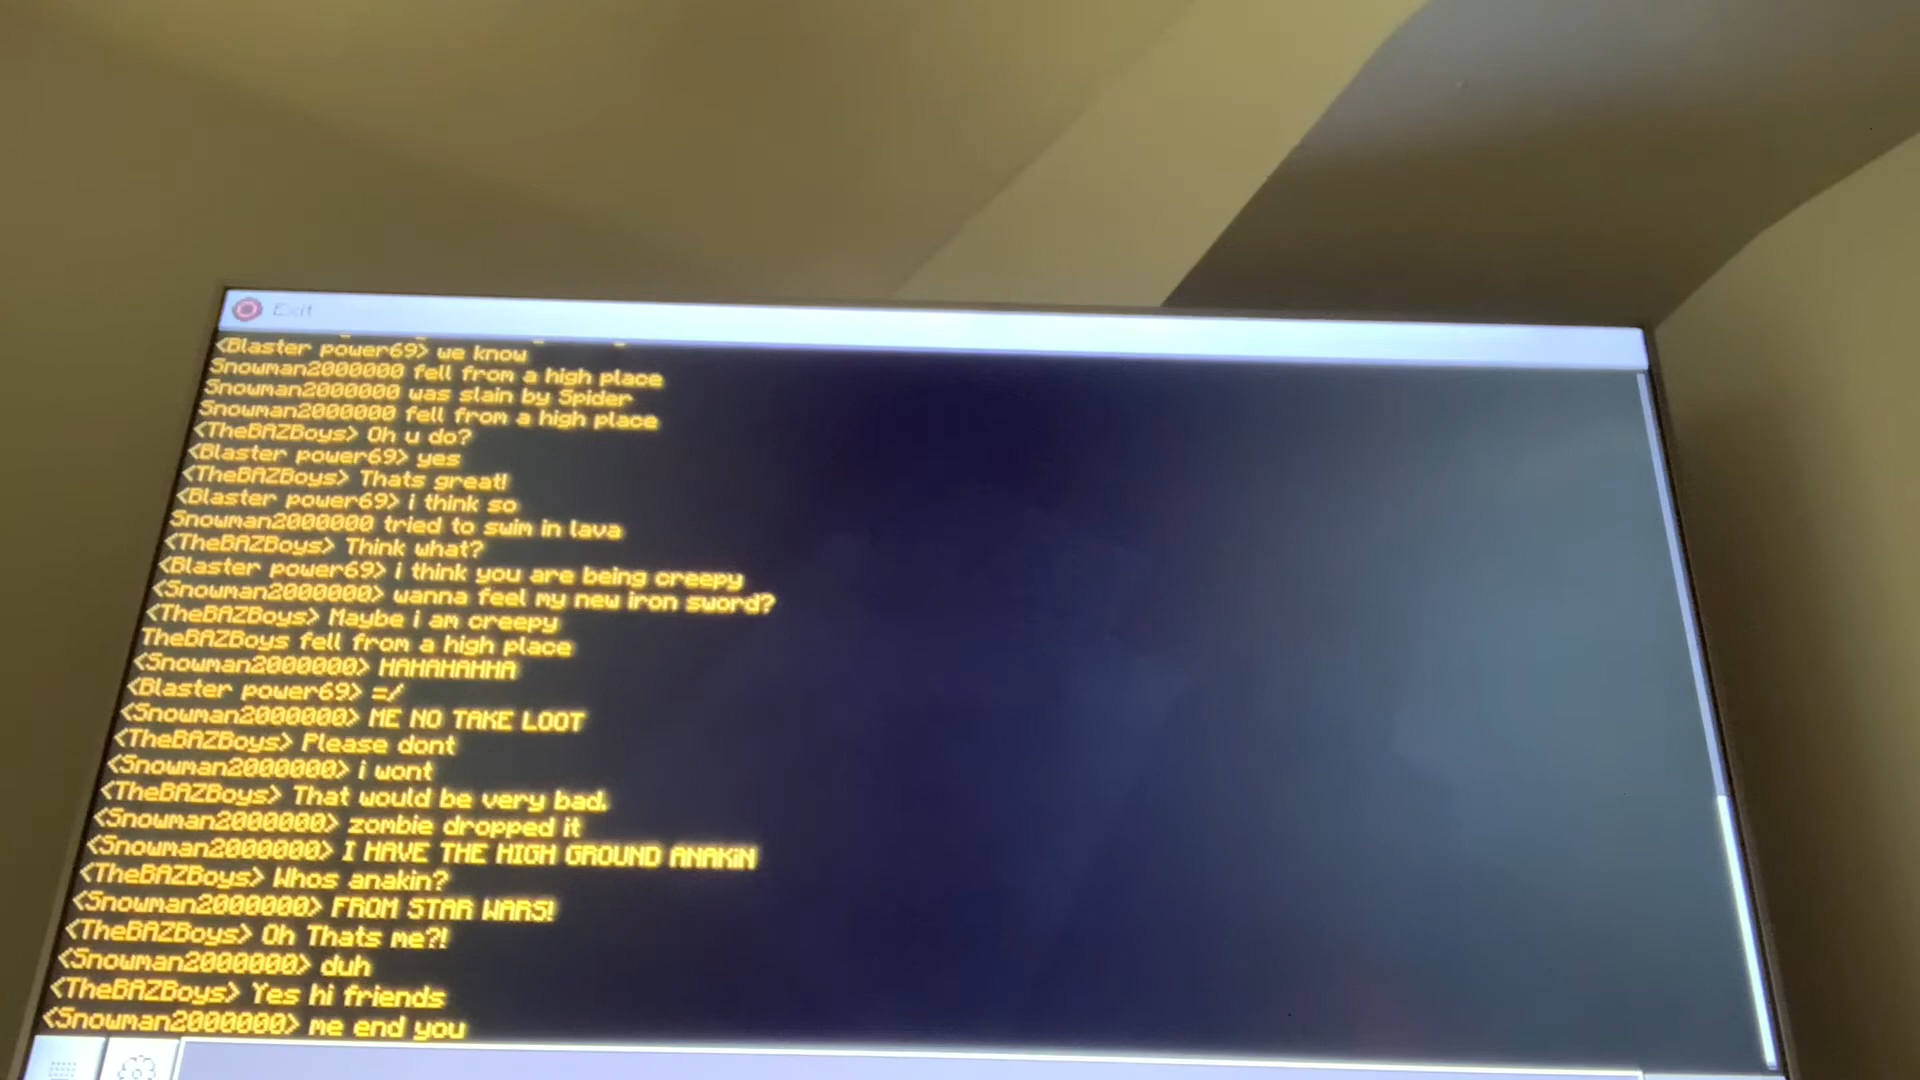 Exit
<Blaster power69> we know
Snowman2000000 fell from a high place
Snowman2000000 was slain by Spider
Snowman2000000 fell from a high place
<TheBAZBoys> Oh u do?
<Blaster power69> yes
<TheBAZBoys> Thats great!
<Blaster power69> i think so
Snowman2000000 tried to swim in lava
<TheBAZBoys> Think what?
<Blaster power69> i think you are being creepy
<Snowman2000000> wanna feel my new iron sword?
<TheBAZBoys> Maybe i am creepy
TheBAZBoys fell from a high place
<Snowman2000000> HAHAHAHHA
<Blaster power69> =/
<Snowman2000000> ME NO TAKE LOOT
<TheBAZBoys> Please dont
<Snowman2000000> i wont
<TheBAZBoys> That would be very bad.
<Snowman2000000> zombie dropped it
<Snowman2000000> I HAVE THE HIGH GROUND ANAKiN
<TheBAZBoys> Whos anakin?
<Snowman2000000> FROM STAR WARS!
<TheBAZBoys> Oh Thats me?!
<Snowman2000000> duh
<TheBAZBoys> Yes hi friends
<Snowman2000000> me end you